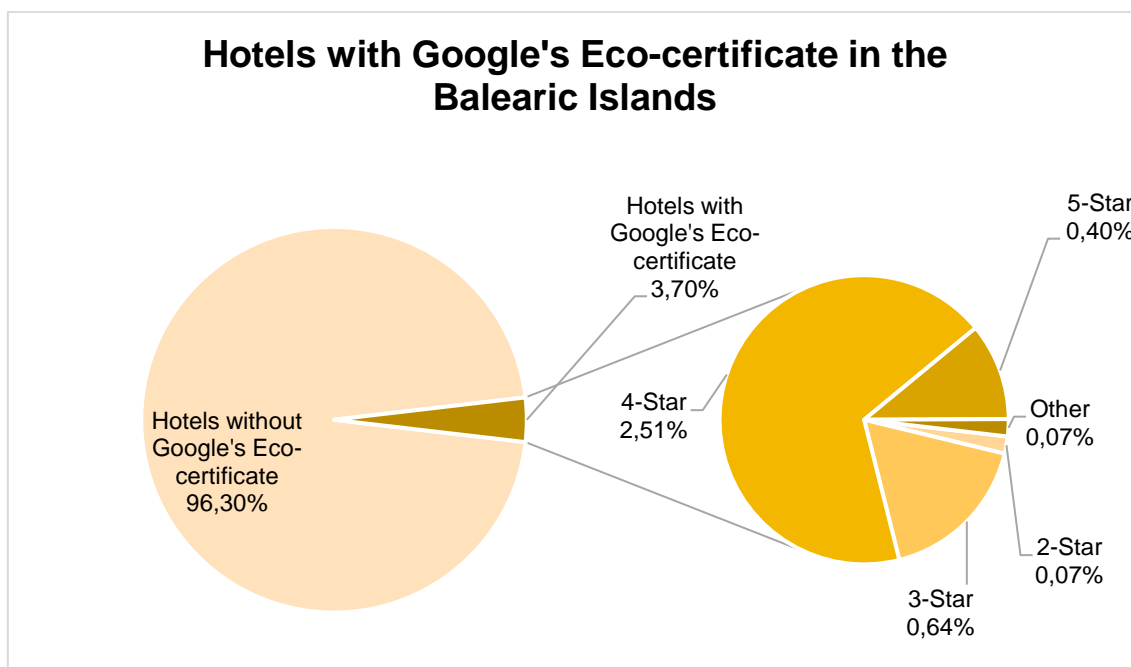 Hotels with Google's Eco-certificate in the
Balearic Islands
Hotels without
Google's Eco-
certificate
96,30%
Hotels with
Google's Eco-
certificate
3,70%
4-Star
2,51%
5-Star
0,40%
Other
0,07%
2-Star
0,07%
3-Star
0,64%